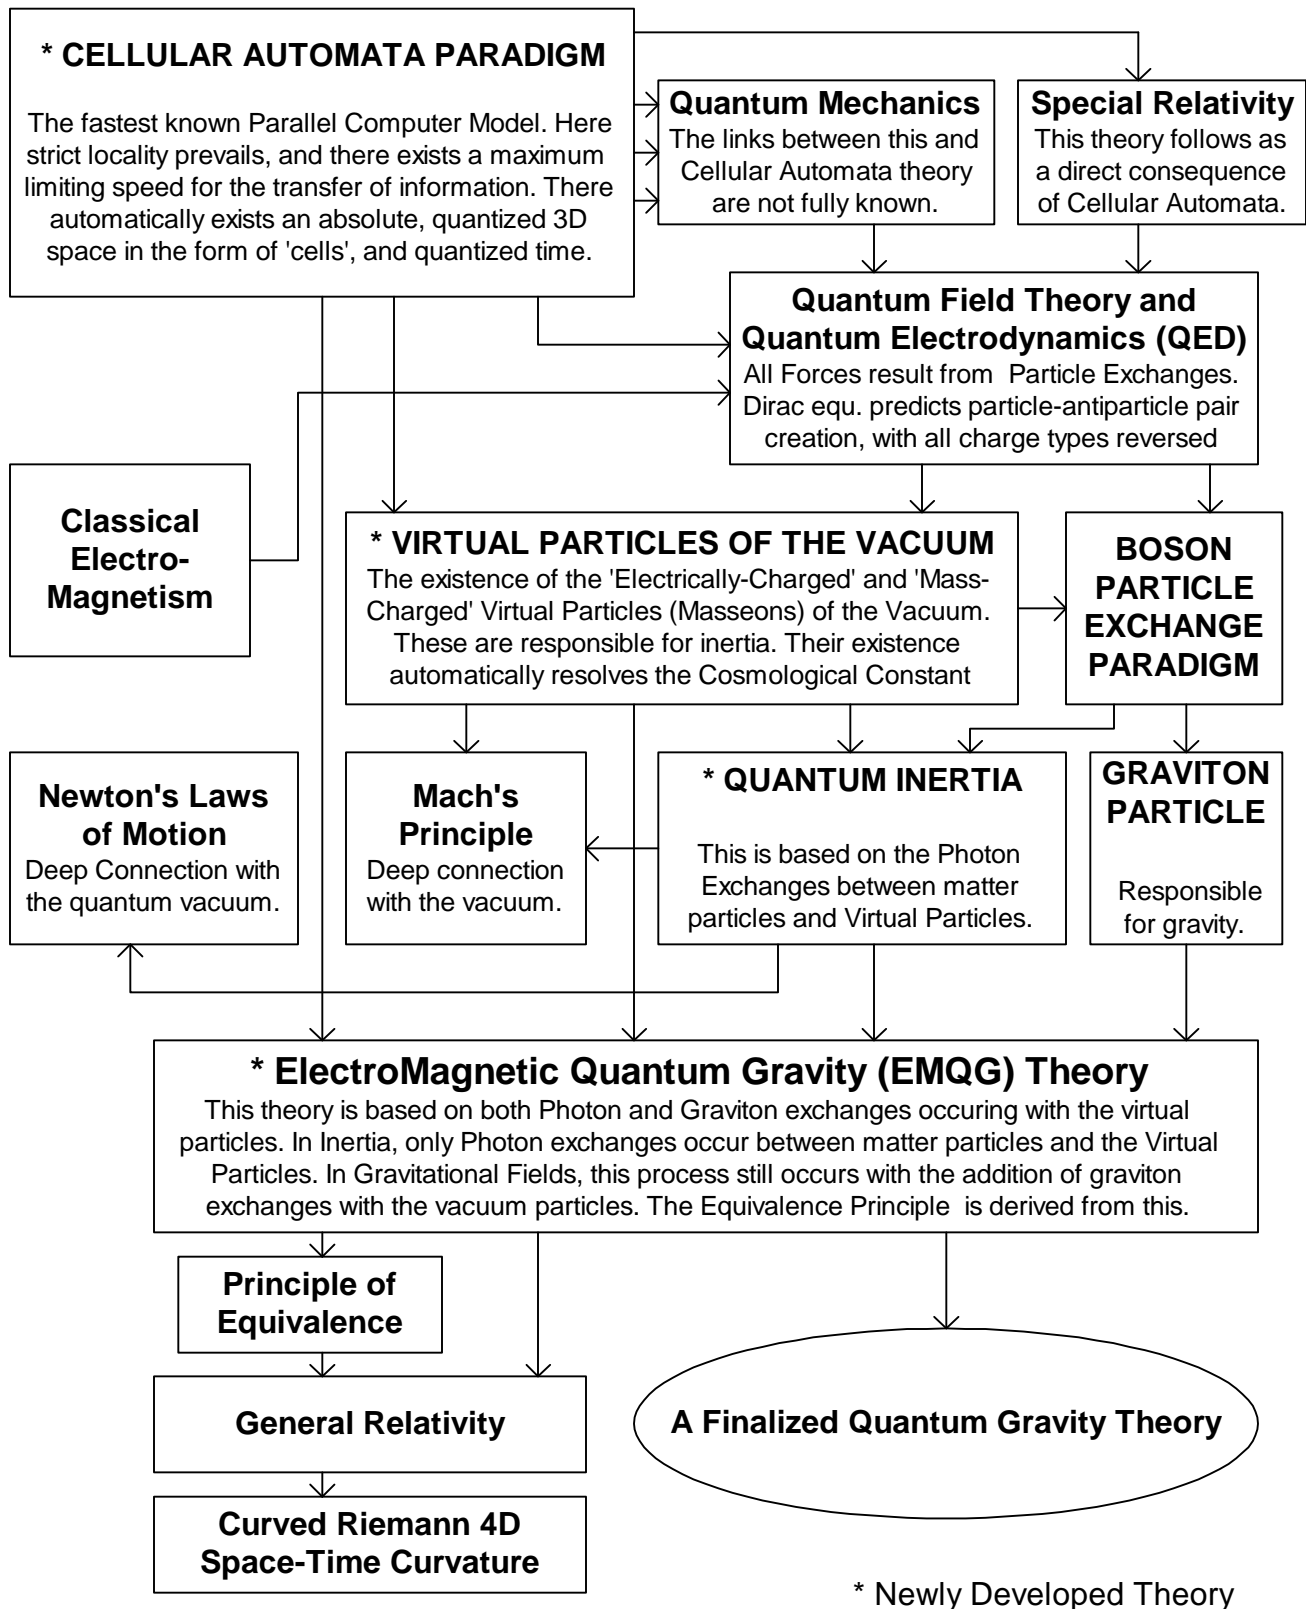 * CELLULAR AUTOMATA PARADIGM
The fastest known Parallel Computer Model. Here
strict locality prevails, and there exists a maximum
limiting speed for the transfer of information. There
automatically exists an absolute, quantized 3D
space in the form of 'cells', and quantized time.
Quantum Mechanics
The links between this and
Cellular Automata theory
are not fully known.
Special Relativity
This theory follows as
a direct consequence
of Cellular Automata.
Quantum Field Theory and
Quantum Electrodynamics (QED)
All Forces result from Particle Exchanges.
Dirac equ. predicts particle-antiparticle pair
creation, with all charge types reversed
Classical
Electro-
Magnetism
* VIRTUAL PARTICLES OF THE VACUUM
The existence of the 'Electrically-Charged' and 'Mass-
Charged' Virtual Particles (Masseons) of the Vacuum.
These are responsible for inertia. Their existence
automatically resolves the Cosmological Constant
BOSON
PARTICLE
EXCHANGE
PARADIGM
Newton's Laws
of Motion
Deep Connection with
the quantum vacuum.
Mach's
Principle
Deep connection
with the vacuum.
* QUANTUM INERTIA
This is based on the Photon
Exchanges between matter
particles and Virtual Particles.
GRAVITON
PARTICLE
Responsible
for gravity.
* ElectroMagnetic Quantum Gravity (EMQG) Theory
This theory is based on both Photon and Graviton exchanges occuring with the virtual
particles. In Inertia, only Photon exchanges occur between matter particles and the Virtual
Particles. In Gravitational Fields, this process still occurs with the addition of graviton
exchanges with the vacuum particles. The Equivalence Principle is derived from this.
Principle of
Equivalence
General Relativity
A Finalized Quantum Gravity Theory
Curved Riemann 4D
Space-Time Curvature
* Newly Developed Theory